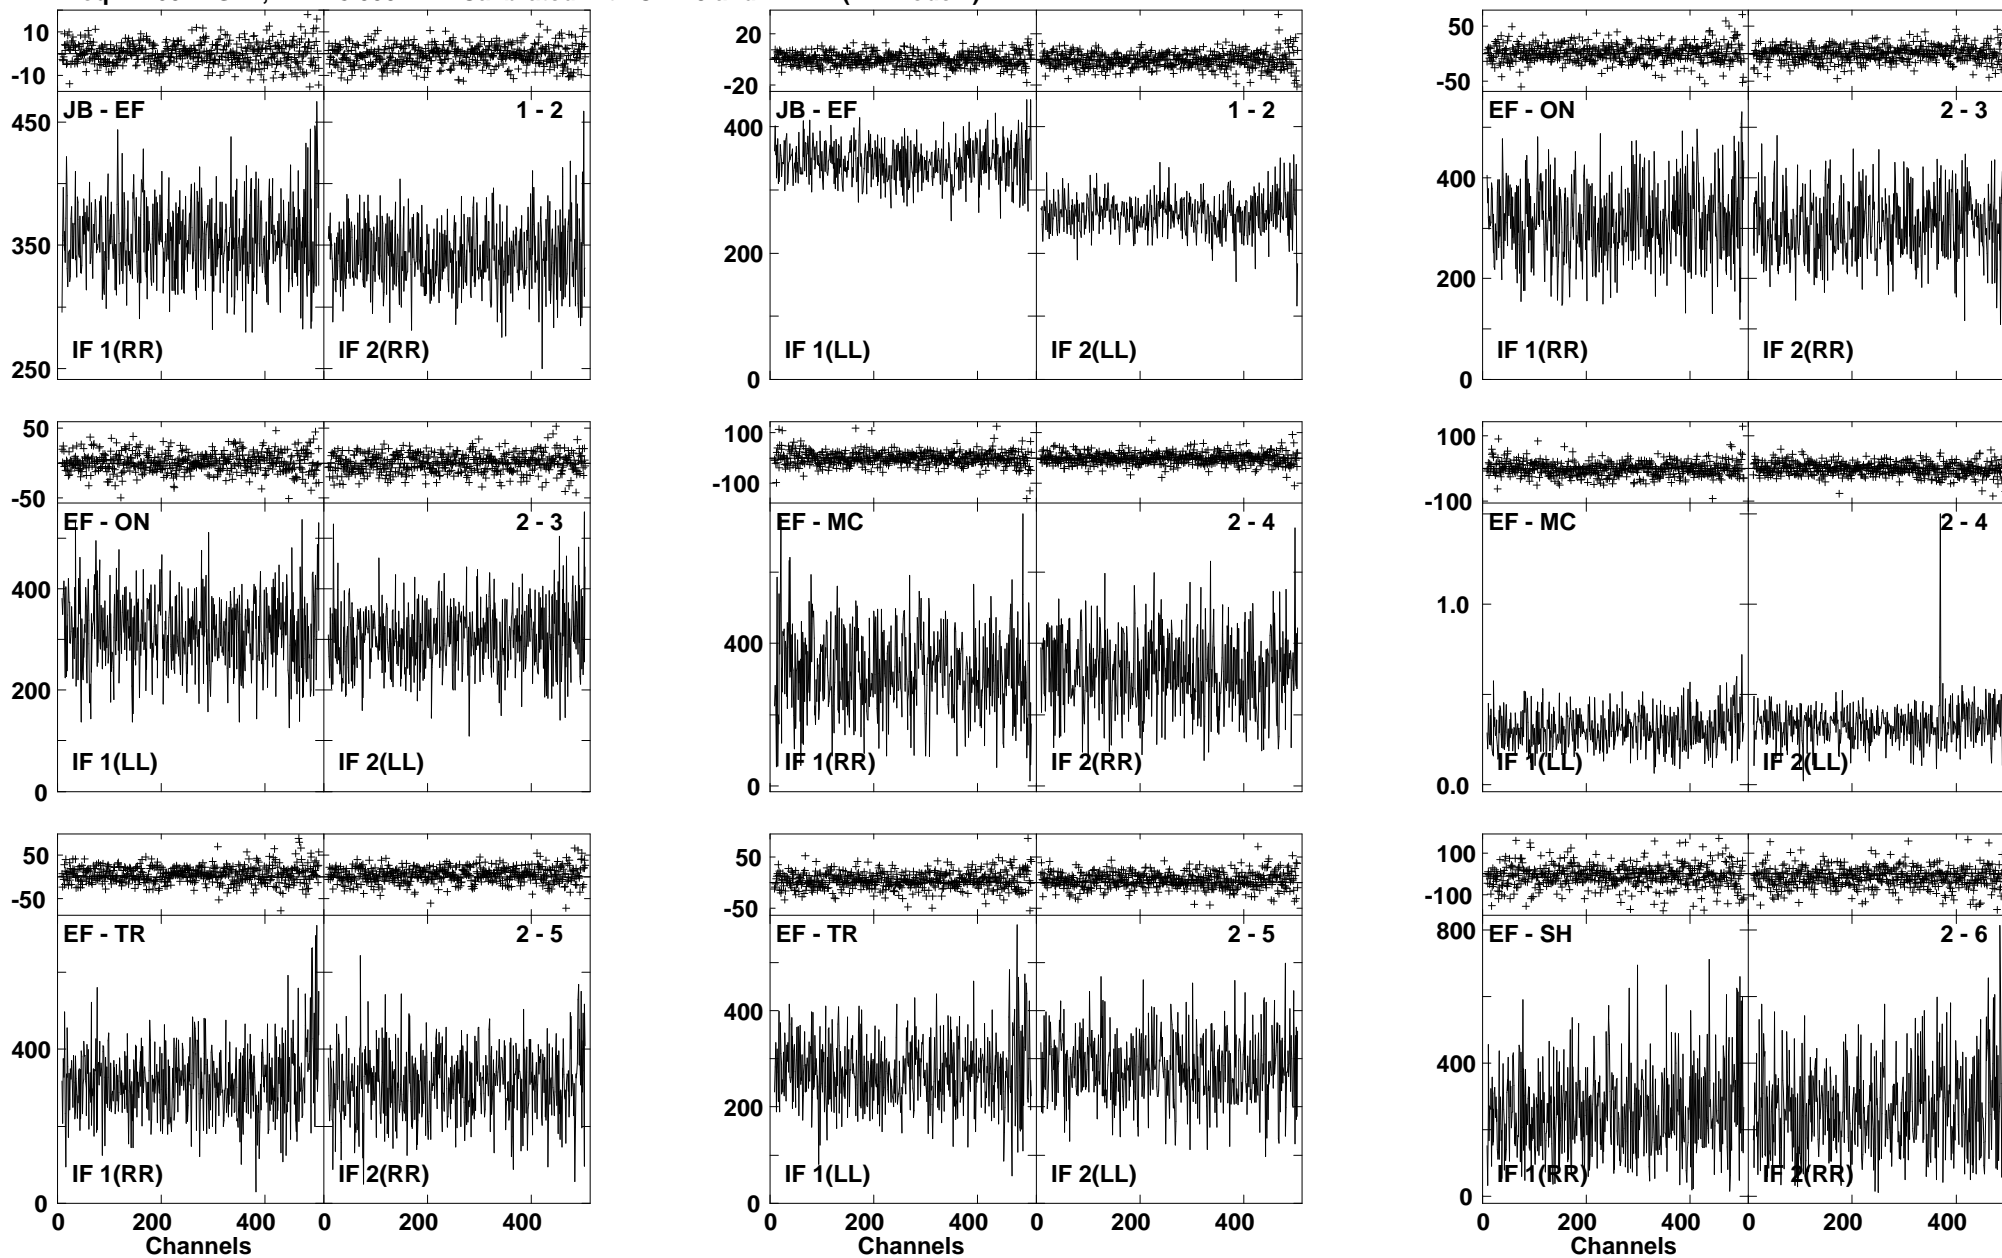 10
-10
JB - EF
1 - 2
450
350
250
IF 1(RR)
IF 2(RR)
20
-20
JB - EF
1 - 2
400
200
0
IF 1(LL)
IF 2(LL)
50
-50
EF - ON
2 - 3
400
200
0
IF 1(RR)
IF 2(RR)
50
-50
EF - ON
2 - 3
400
200
0
IF 1(LL)
IF 2(LL)
100
-100
EF - MC
2 - 4
400
0
IF 1(RR)
IF 2(RR)
100
-100
EF - MC
2 - 4
1.0
0.0
IF 1(LL)
IF 2(LL)
50
-50
EF - TR
2 - 5
400
0
IF 1(RR)
IF 2(RR)
0 200 400 0 200 400
Channels
50
-50
EF - TR
2 - 5
400
200
0
IF 1(LL)
IF 2(LL)
0 200 400 0 200 400
Channels
100
-100
EF - SH
2 - 6
800
400
0
IF 1(RR)
IF 2(RR)
0 200 400 0 200 400
Channels